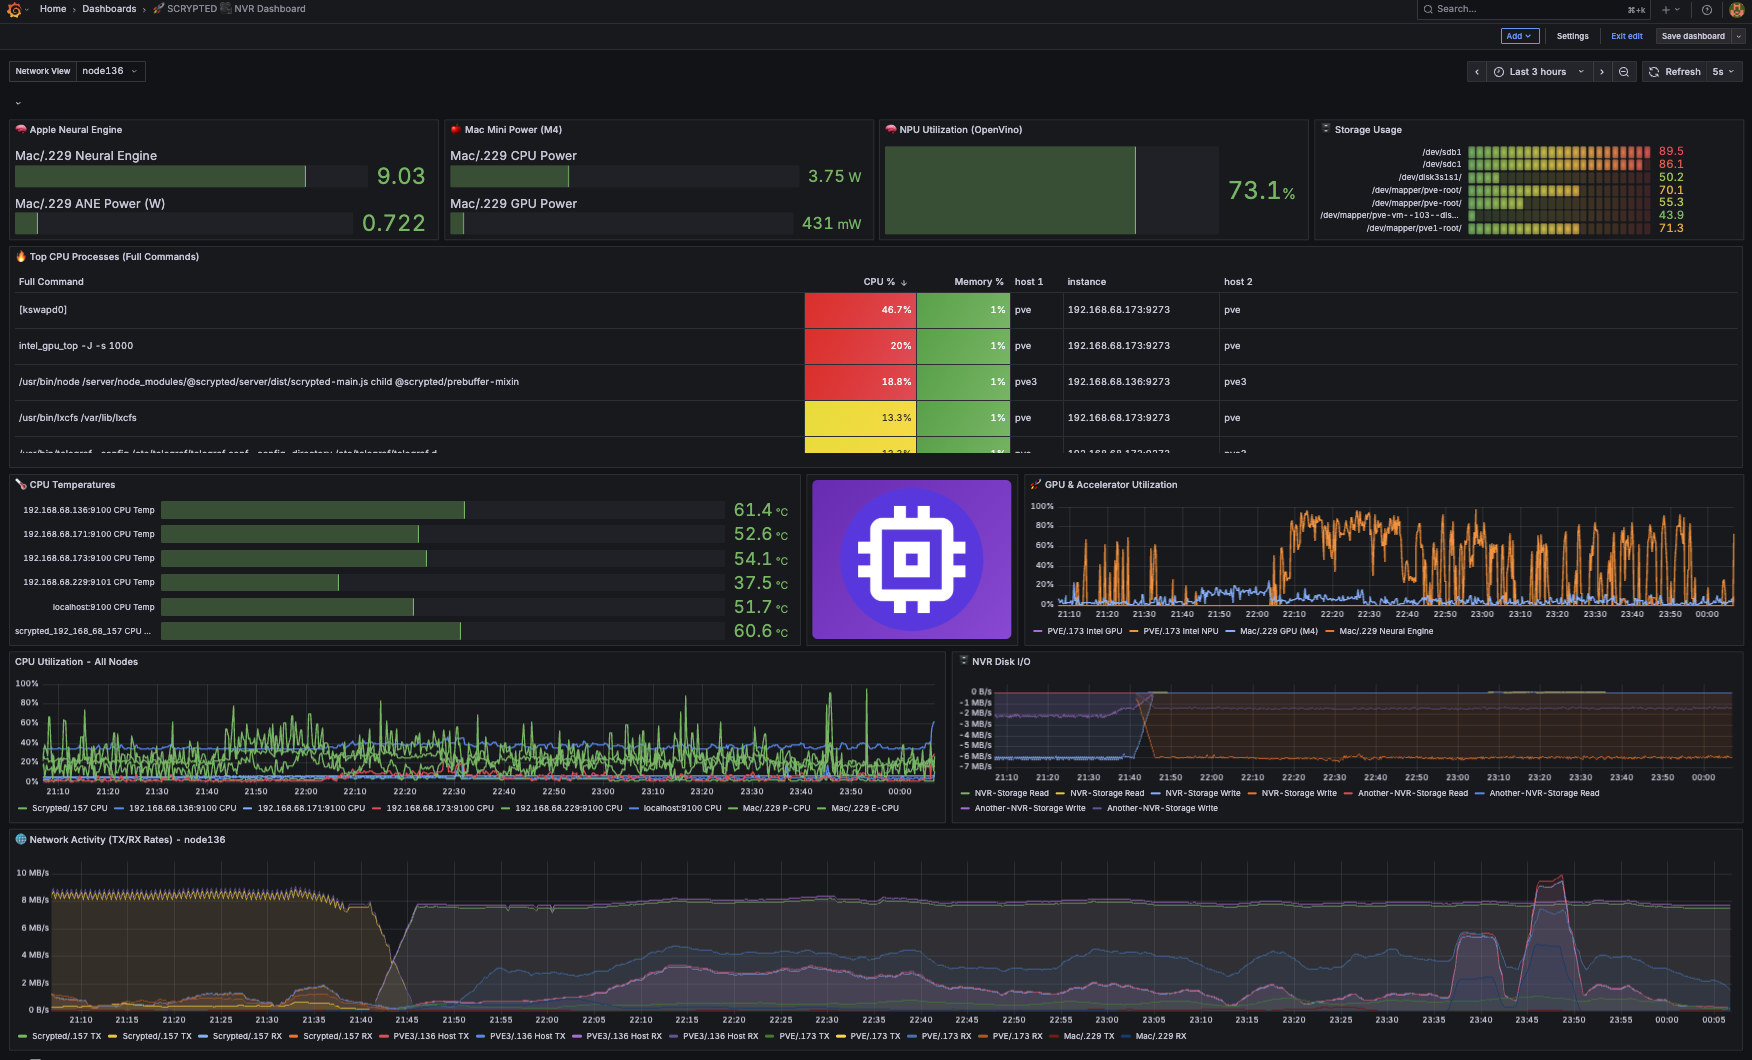 Home › Dashboards › SCRYPTED NVR Dashboard
Search... ⌘+k
Add Settings Exit edit Save dashboard
Network View node136
Last 3 hours Refresh 5s
Apple Neural Engine
Mac/.229 Neural Engine
9.03
Mac/.229 ANE Power (W)
0.722
Mac Mini Power (M4)
Mac/.229 CPU Power
3.75 W
Mac/.229 GPU Power
431 mW
NPU Utilization (OpenVino)
73.1%
Storage Usage
/dev/sdb1 89.5
/dev/sdc1 86.1
/dev/disk3s1s1/ 50.2
/dev/mapper/pve-root/ 70.1
/dev/mapper/pve-root/ 55.3
/dev/mapper/pve-vm--103--dis... 43.9
/dev/mapper/pve1-root/ 71.3
Top CPU Processes (Full Commands)
Full Command CPU % ↓ Memory % host 1 instance host 2
[kswapd0] 46.7% 1% pve 192.168.68.173:9273 pve
intel_gpu_top -J -s 1000 20% 1% pve 192.168.68.173:9273 pve
/usr/bin/node /server/node_modules/@scrypted/server/dist/scrypted-main.js child @scrypted/prebuffer-mixin 18.8% 1% pve3 192.168.68.136:9273 pve3
/usr/bin/lxcfs /var/lib/lxcfs 13.3% 1% pve 192.168.68.173:9273 pve
CPU Temperatures
192.168.68.136:9100 CPU Temp 61.4 °C
192.168.68.171:9100 CPU Temp 52.6 °C
192.168.68.173:9100 CPU Temp 54.1 °C
192.168.68.229:9101 CPU Temp 37.5 °C
localhost:9100 CPU Temp 51.7 °C
scrypted_192_168_68_157 CPU ... 60.6 °C
GPU & Accelerator Utilization
100%
80%
60%
40%
20%
0%
21:10 21:20 21:30 21:40 21:50 22:00 22:10 22:20 22:30 22:40 22:50 23:00 23:10 23:20 23:30 23:40 23:50 00:00
PVE/.173 Intel GPU PVE/.173 Intel NPU Mac/.229 GPU (M4) Mac/.229 Neural Engine
CPU Utilization - All Nodes
100%
80%
60%
40%
20%
0%
21:10 21:20 21:30 21:40 21:50 22:00 22:10 22:20 22:30 22:40 22:50 23:00 23:10 23:20 23:30 23:40 23:50 00:00
Scrypted/.157 CPU 192.168.68.136:9100 CPU 192.168.68.171:9100 CPU 192.168.68.173:9100 CPU 192.168.68.229:9100 CPU localhost:9100 CPU Mac/.229 P-CPU Mac/.229 E-CPU
NVR Disk I/O
0 B/s
-1 MB/s
-2 MB/s
-3 MB/s
-4 MB/s
-5 MB/s
-6 MB/s
-7 MB/s
21:10 21:20 21:30 21:40 21:50 22:00 22:10 22:20 22:30 22:40 22:50 23:00 23:10 23:20 23:30 23:40 23:50 00:00
NVR-Storage Read NVR-Storage Read NVR-Storage Write NVR-Storage Write Another-NVR-Storage Read Another-NVR-Storage Read
Another-NVR-Storage Write Another-NVR-Storage Write
Network Activity (TX/RX Rates) - node136
10 MB/s
8 MB/s
6 MB/s
4 MB/s
2 MB/s
0 B/s
21:10 21:15 21:20 21:25 21:30 21:35 21:40 21:45 21:50 21:55 22:00 22:05 22:10 22:15 22:20 22:25 22:30 22:35 22:40 22:45 22:50 22:55 23:00 23:05 23:10 23:15 23:20 23:25 23:30 23:35 23:40 23:45 23:50 23:55 00:00 00:05
Scrypted/.157 TX Scrypted/.157 TX Scrypted/.157 RX Scrypted/.157 RX PVE3/.136 Host TX PVE3/.136 Host TX PVE3/.136 Host RX PVE3/.136 Host RX PVE/.173 TX PVE/.173 TX PVE/.173 RX PVE/.173 RX Mac/.229 TX Mac/.229 RX